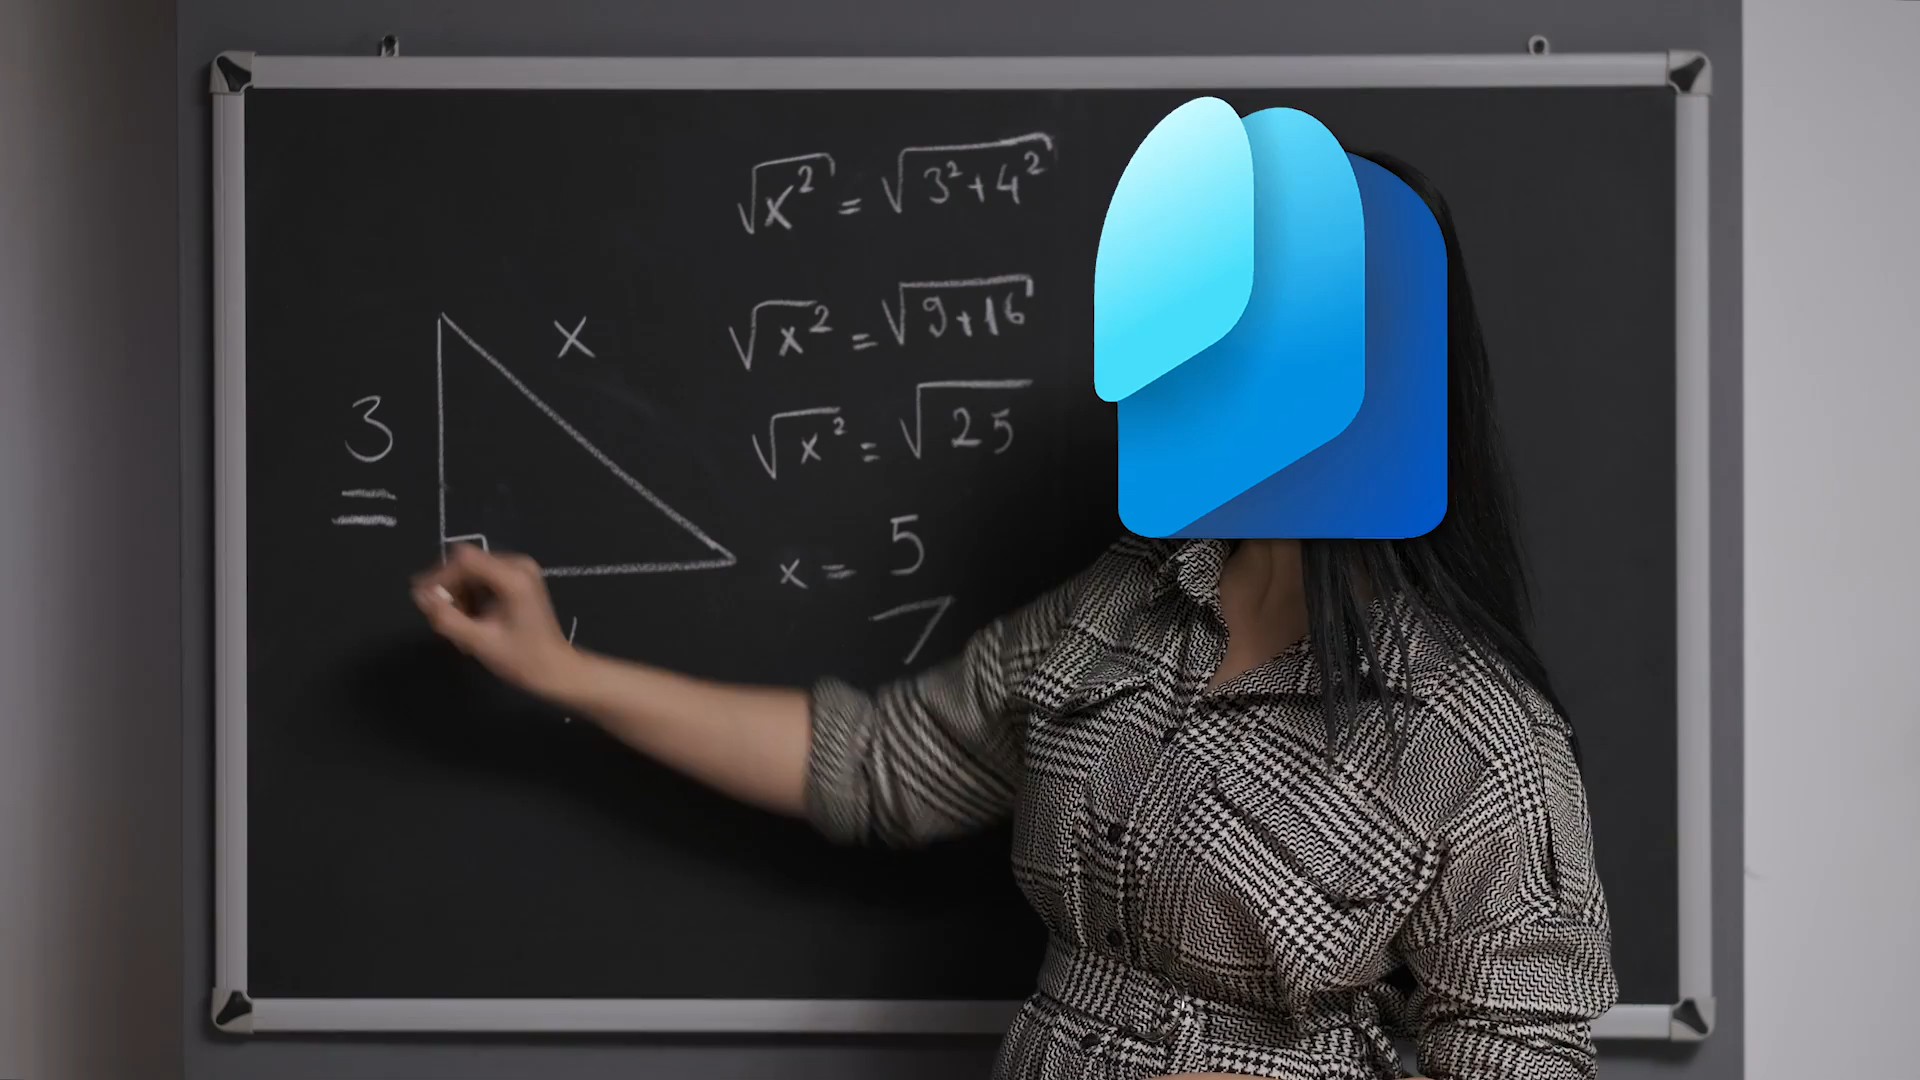 √x² = √3²+4²
√x² = √9+16
x
3
√x² = √25
x = 5